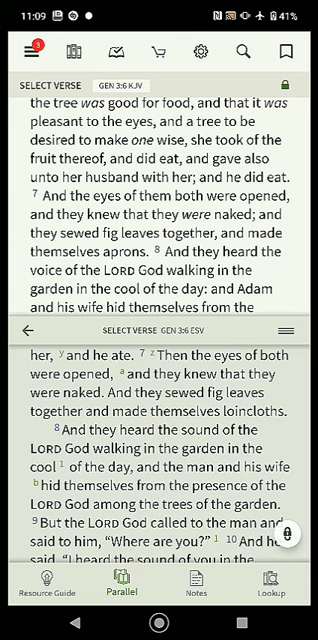 11:09
41%
3
SELECT VERSE GEN 3:6 KJV
the tree was good for food, and that it was
pleasant to the eyes, and a tree to be
desired to make one wise, she took of the
fruit thereof, and did eat, and gave also
unto her husband with her; and he did eat.
7 And the eyes of them both were opened,
and they knew that they were naked; and
they sewed fig leaves together, and made
themselves aprons. 8 And they heard the
voice of the LORD God walking in the
garden in the cool of the day: and Adam
and his wife hid themselves from the
SELECT VERSE GEN 3:6 ESV
her, y and he ate. 7 z Then the eyes of both
were opened, a and they knew that they
were naked. And they sewed fig leaves
together and made themselves loincloths.
8 And they heard the sound of the
LORD God walking in the garden in the
cool 1 of the day, and the man and his wife
b hid themselves from the presence of the
LORD God among the trees of the garden.
9 But the LORD God called to the man and
said to him, “Where are you?” 1 10 And he
said, “I heard the sound of you in the
Resource Guide
Parallel
Notes
Lookup